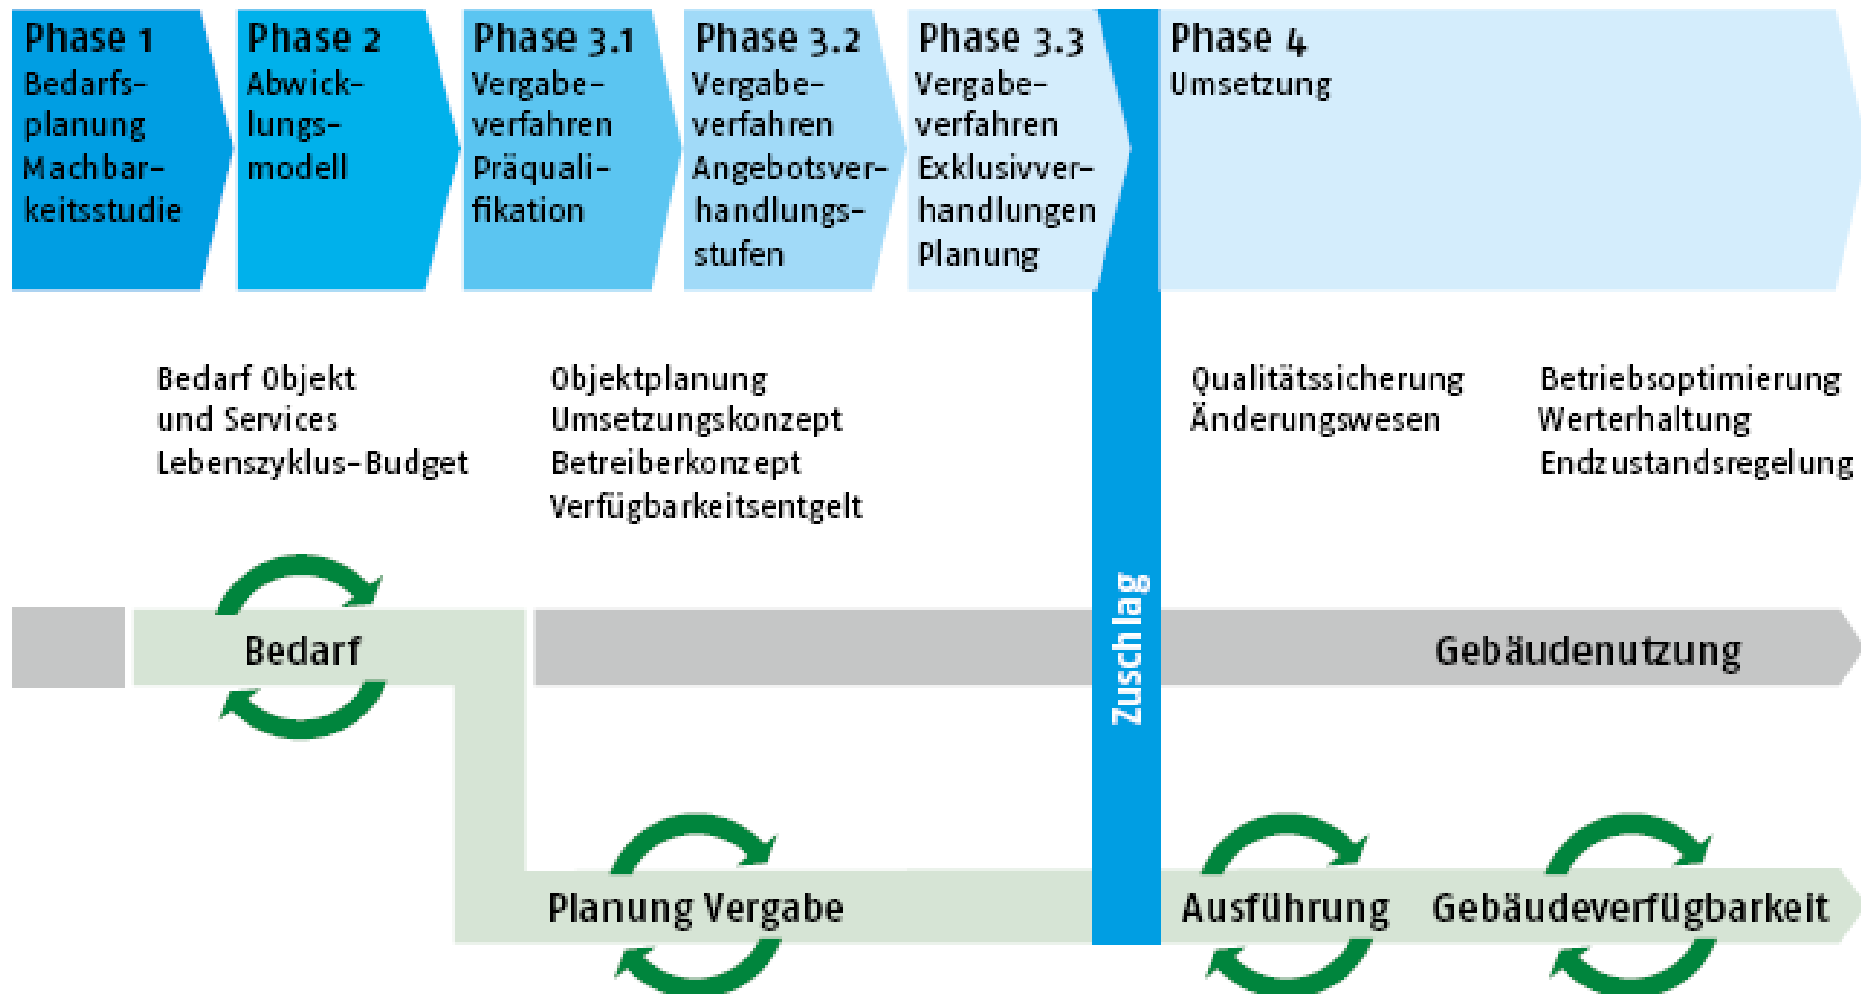 Phase 1
Bedarfs-
planung
Machbar-
keitsstudie
Phase 2
Abwick-
lungs-
modell
Phase 3.1
Vergabe-
verfahren
Präquali-
fikation
Phase 3.2
Vergabe-
verfahren
Angebotsver-
handlungs-
stufen
Phase 3.3
Vergabe-
verfahren
Exklusivver-
handlungen
Planung
Phase 4
Umsetzung
Bedarf Objekt
und Services
Lebenszyklus-Budget
Objektplanung
Umsetzungskonzept
Betreiberkonzept
Verfügbarkeitsentgelt
Qualitätssicherung
Änderungswesen
Betriebsoptimierung
Werterhaltung
Endzustandsregelung
Zuschlag
Bedarf
Gebäudenutzung
Planung Vergabe
Ausführung
Gebäudeverfügbarkeit